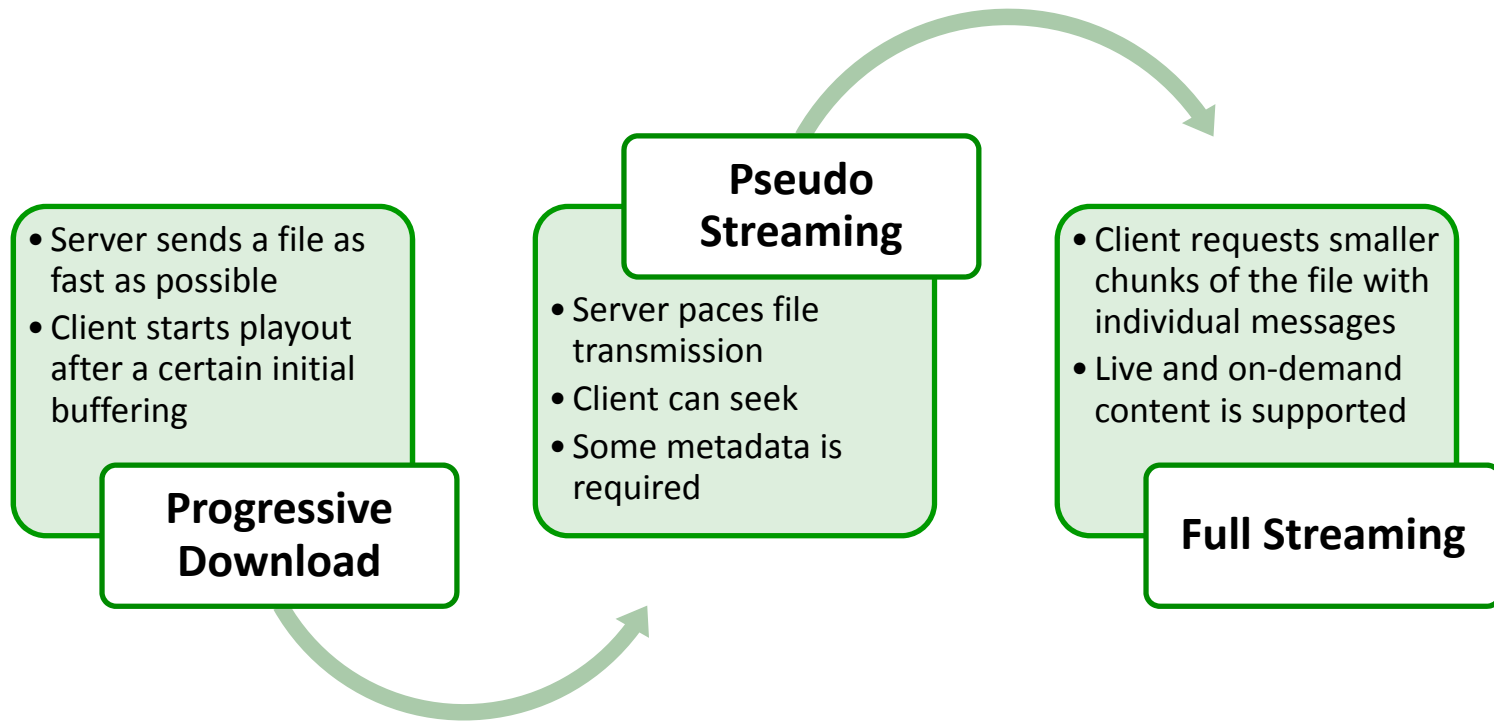 • Server sends a file as
fast as possible
• Client starts playout
after a certain initial
buffering
Progressive
Download
Pseudo
Streaming
• Server paces file
transmission
• Client can seek
• Some metadata is
required
• Client requests smaller
chunks of the file with
individual messages
• Live and on-demand
content is supported
Full Streaming